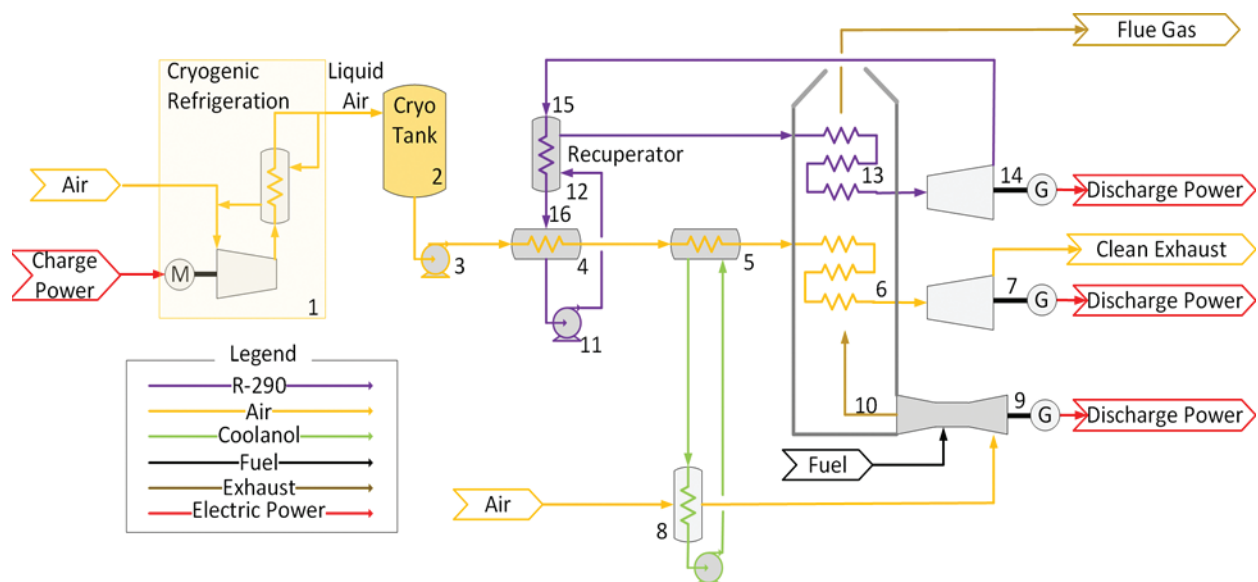 Flue Gas
Cryogenic
Refrigeration
Liquid
Air
Cryo
Tank
2
15
Recuperator
12
13
14
G
Discharge Power
Air
16
Clean Exhaust
3
4
5
6
7
G
Discharge Power
Charge
Power
M
1
11
Legend
R-290
Air
Coolanol
Fuel
Exhaust
Electric Power
10
9
G
Discharge Power
Fuel
Air
8